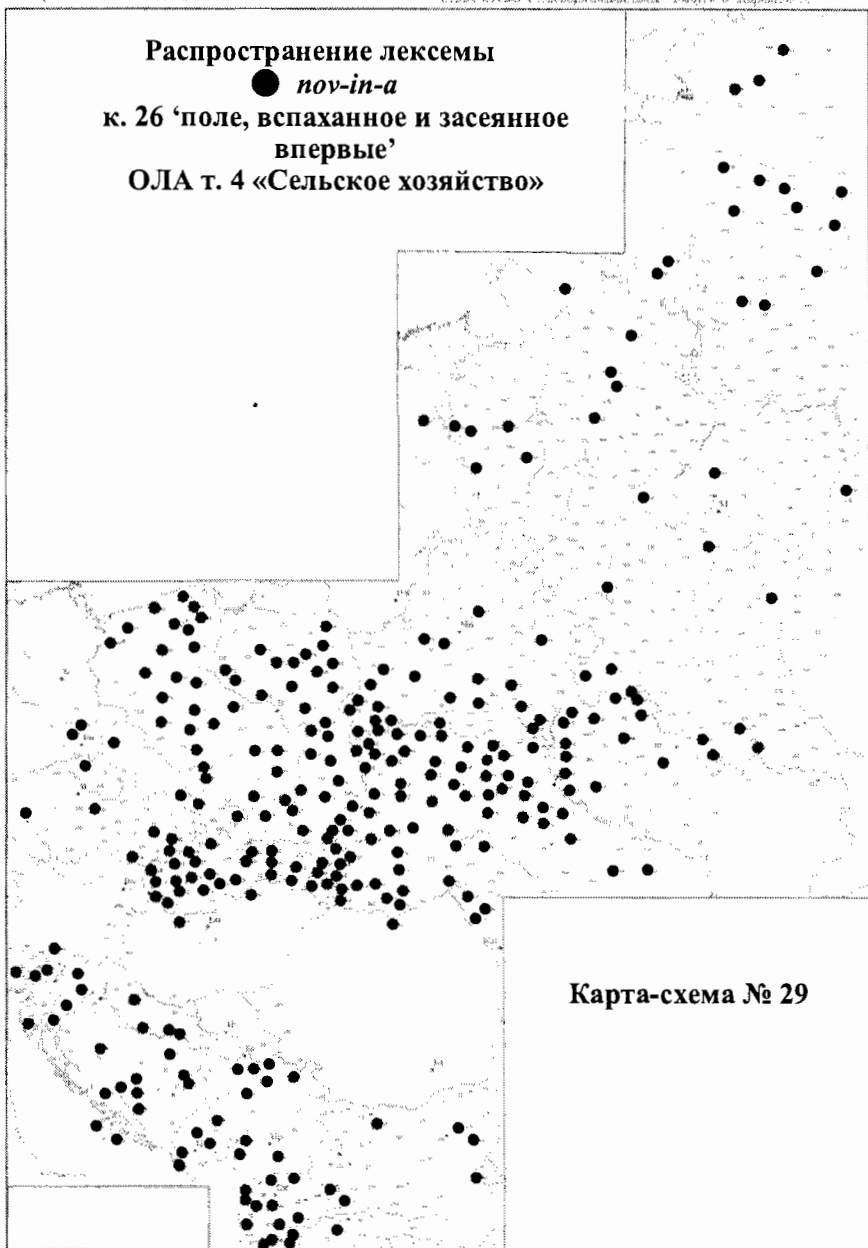 Распространение лексемы
● nov-in-a
к. 26 ‘поле, вспаханное и засеянное
впервые’
ОЛА т. 4 «Сельское хозяйство»
Карта-схема № 29